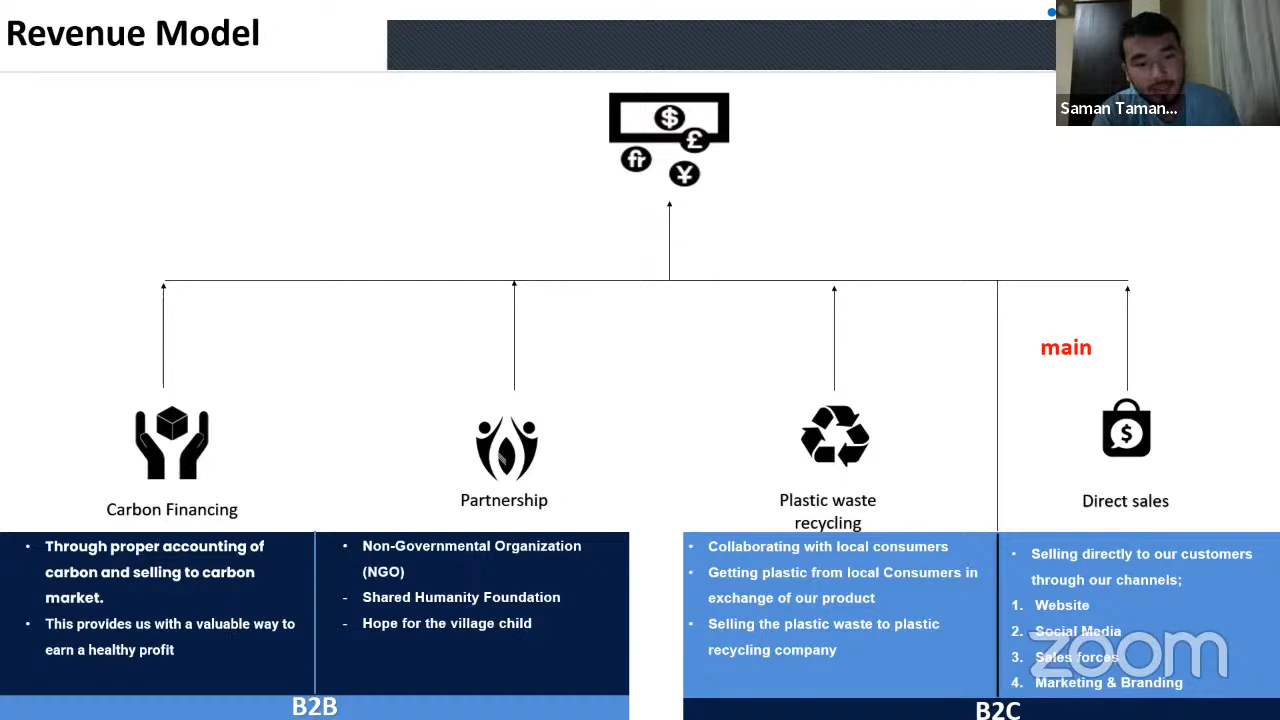 Revenue Model
Saman Taman...
$
£
fr
¥
main
$
Carbon Financing
Partnership
Plastic waste
recycling
Direct sales
• Through proper accounting of
carbon and selling to carbon
market.
• This provides us with a valuable way to
earn a healthy profit
• Non-Governmental Organization
(NGO)
- Shared Humanity Foundation
- Hope for the village child
B2B
• Collaborating with local consumers
• Getting plastic from local Consumers in
exchange of our product
• Selling the plastic waste to plastic
recycling company
• Selling directly to our customers
through our channels;
1. Website
2. Social Media
3. Sales forces
4. Marketing & Branding
zoom
B2C